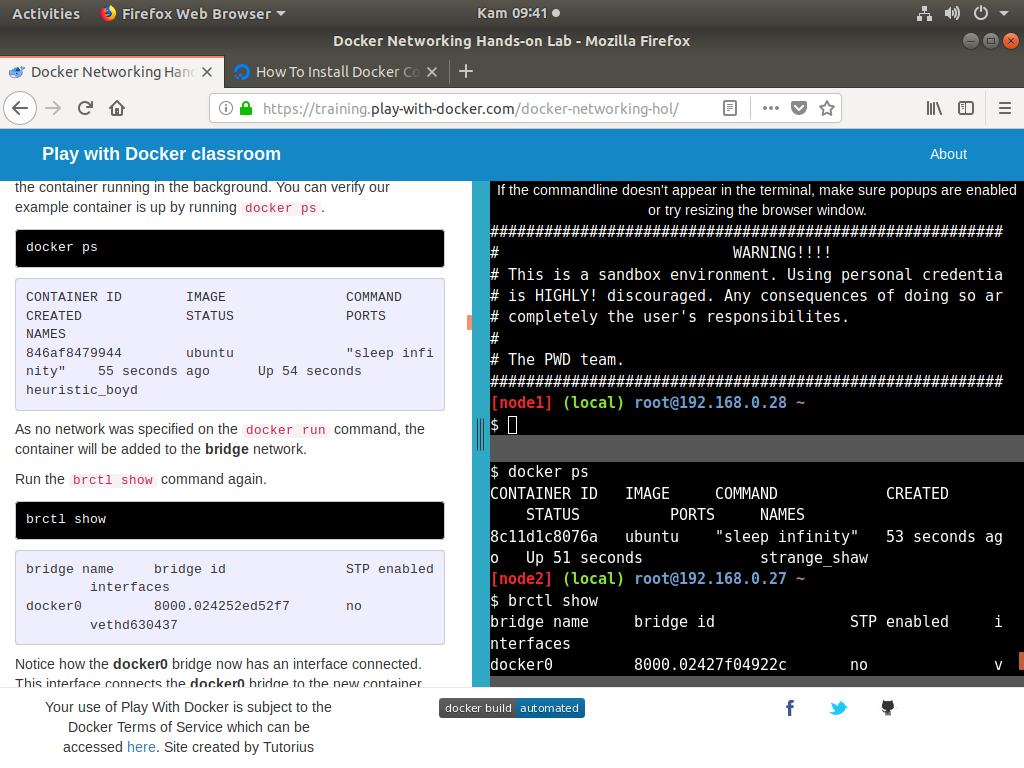 Activities Firefox Web Browser Kam 09:41
Docker Networking Hands-on Lab - Mozilla Firefox
Docker Networking Han How To Install Docker Co
https://training.play-with-docker.com/docker-networking-hol/
Play with Docker classroom About
the container running in the background. You can verify our
example container is up by running docker ps .
docker ps
CONTAINER ID IMAGE COMMAND
CREATED STATUS PORTS
NAMES
846af8479944 ubuntu "sleep infi
nity" 55 seconds ago Up 54 seconds
heuristic_boyd
As no network was specified on the docker run command, the
container will be added to the bridge network.
Run the brctl show command again.
brctl show
bridge name bridge id STP enabled
interfaces
docker0 8000.024252ed52f7 no
vethd630437
Notice how the docker0 bridge now has an interface connected.
This interface connects the docker0 bridge to the new container
If the commandline doesn't appear in the terminal, make sure popups are enabled
or try resizing the browser window.
#########################################################
# WARNING!!!!
# This is a sandbox environment. Using personal credentia
# is HIGHLY! discouraged. Any consequences of doing so ar
# completely the user's responsibilites.
#
# The PWD team.
#########################################################
[node1] (local) root@192.168.0.28 ~
$
$ docker ps
CONTAINER ID IMAGE COMMAND CREATED
STATUS PORTS NAMES
8c11d1c8076a ubuntu "sleep infinity" 53 seconds ag
o Up 51 seconds strange_shaw
[node2] (local) root@192.168.0.27 ~
$ brctl show
bridge name bridge id STP enabled i
nterfaces
docker0 8000.02427f04922c no v
Your use of Play With Docker is subject to the
Docker Terms of Service which can be
accessed here. Site created by Tutorius
docker build automated